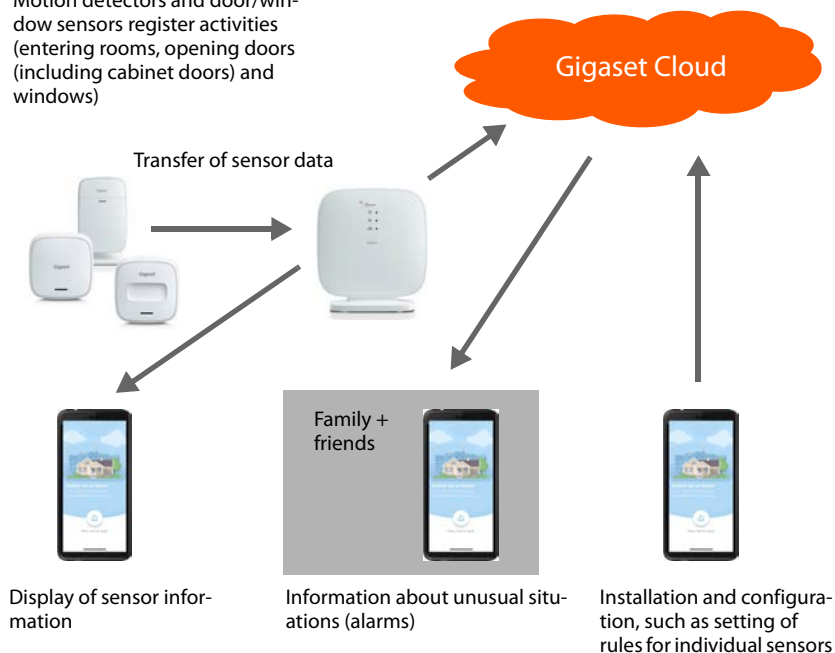 Motion detectors and door/win-
dow sensors register activities
(entering rooms, opening doors
(including cabinet doors) and
windows)
Gigaset Cloud
Transfer of sensor data
Gigaset
Gigaset
Family +
friends
Display of sensor infor-
mation
Information about unusual situ-
ations (alarms)
Installation and configura-
tion, such as setting of
rules for individual sensors